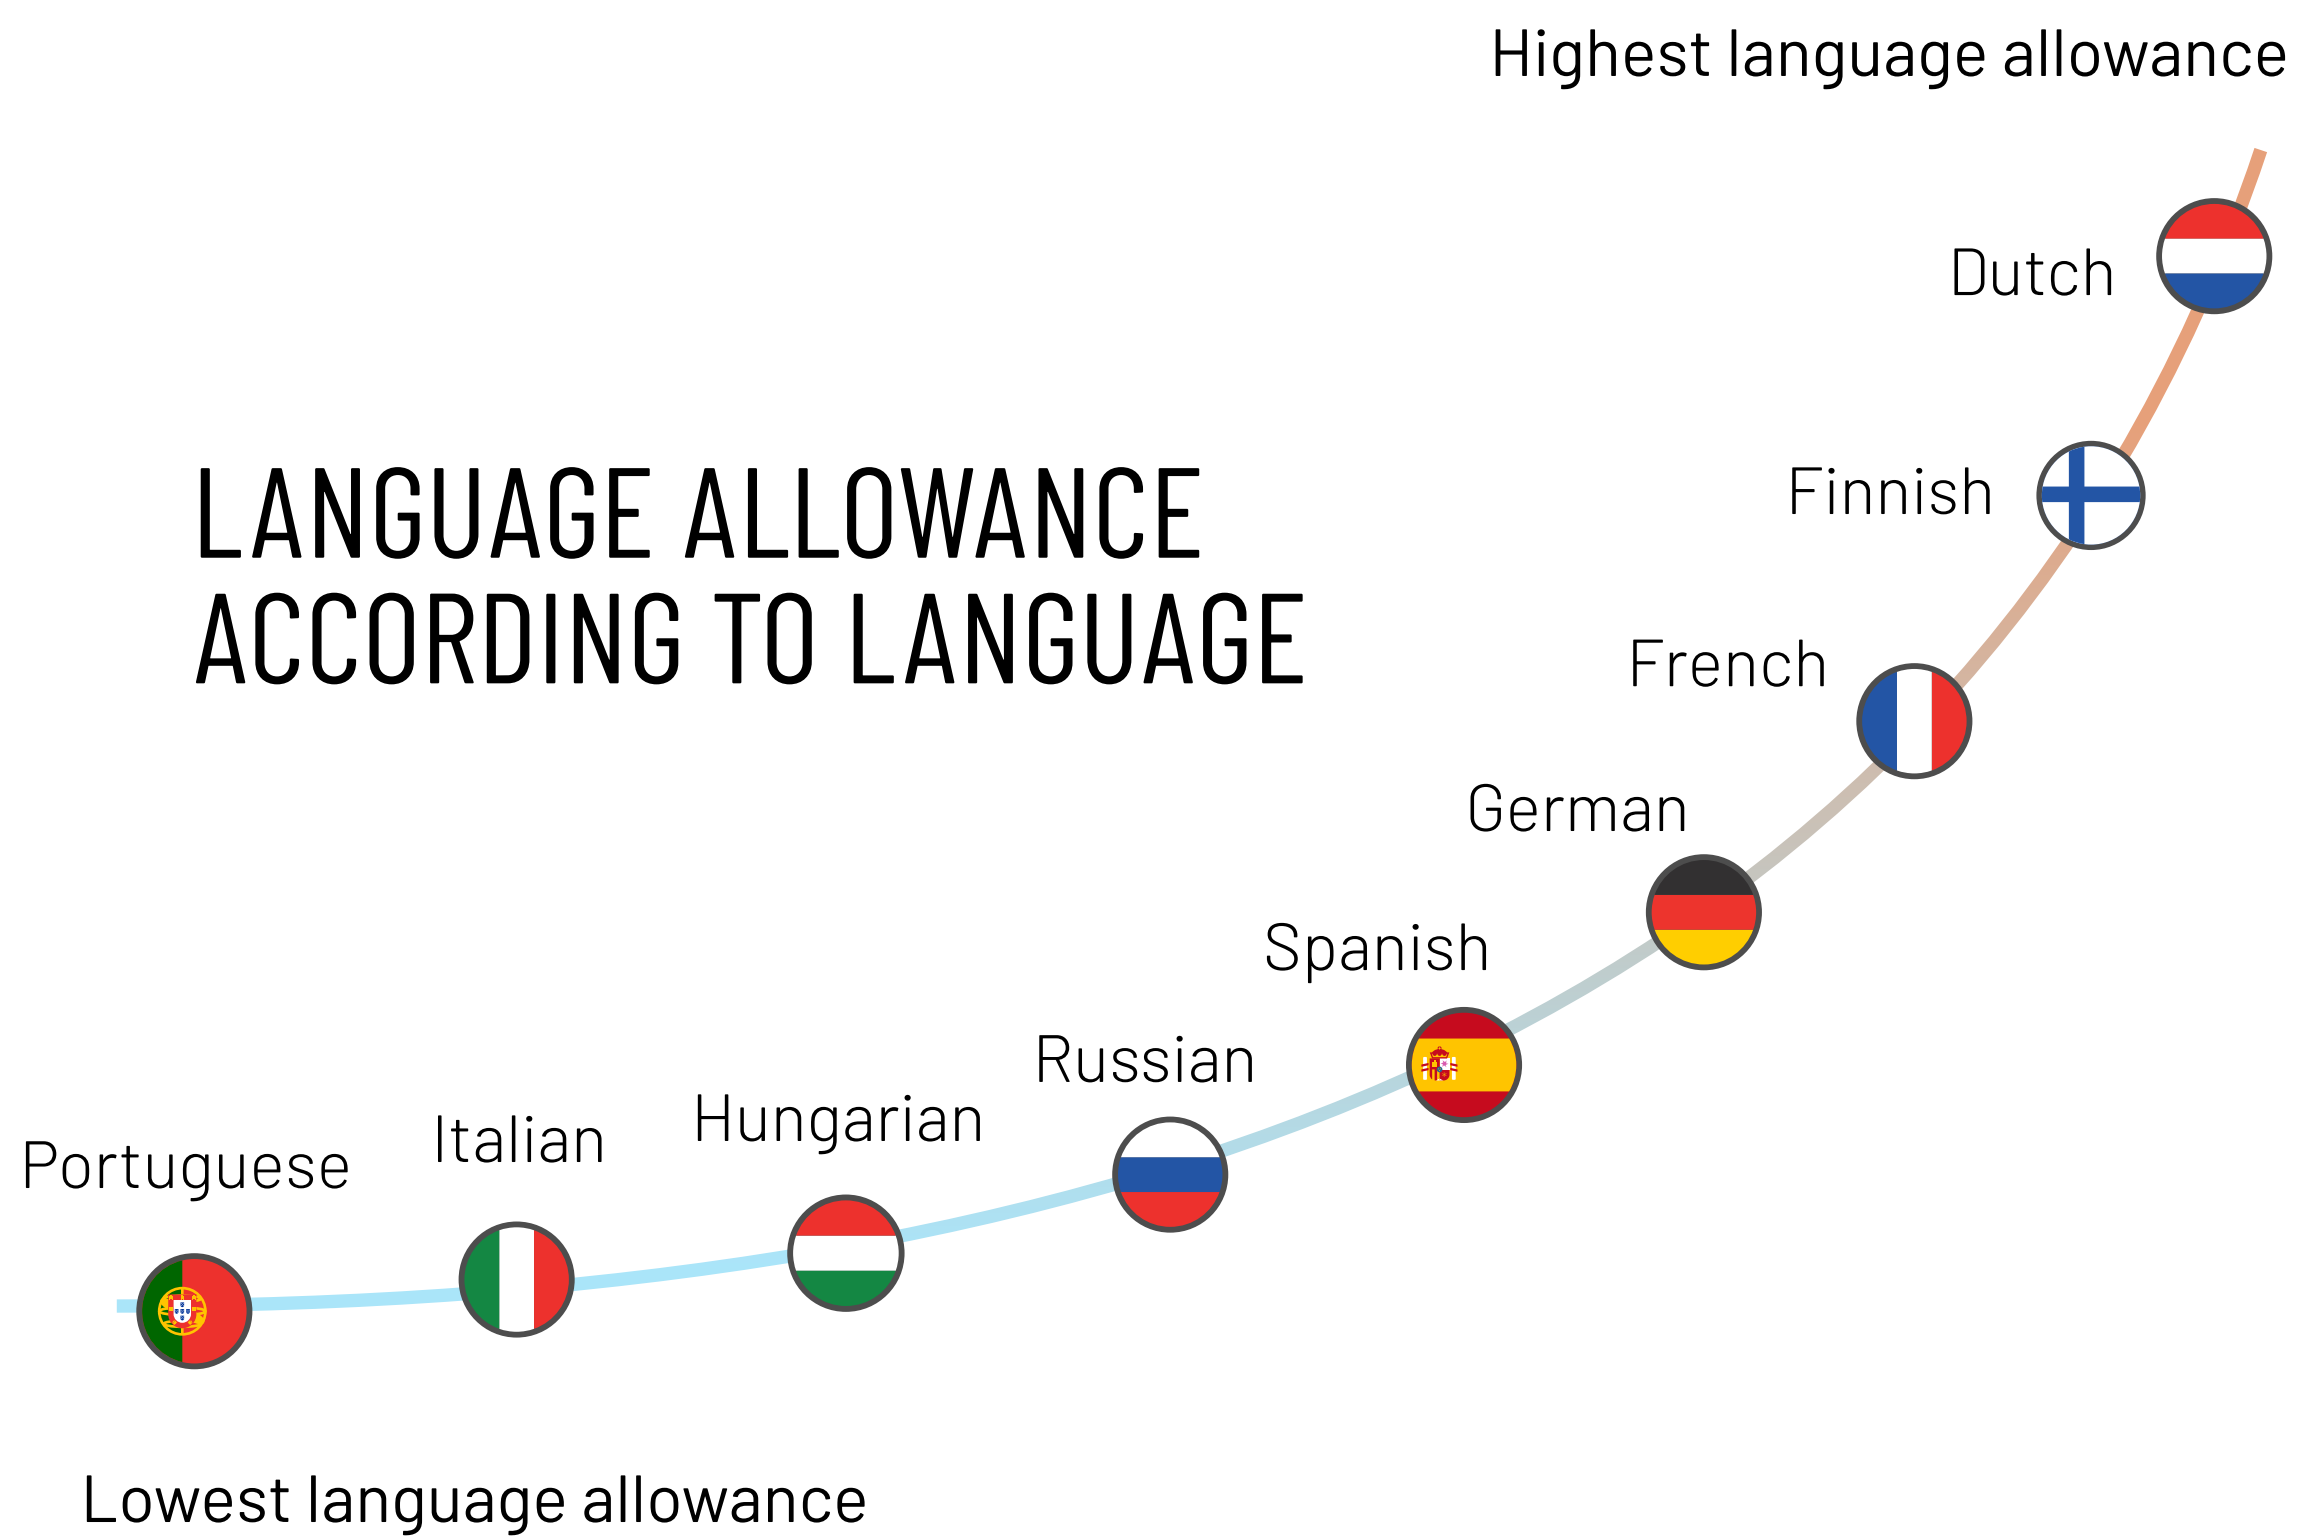 Highest language allowance
Dutch
Finnish
LANGUAGE ALLOWANCE
ACCORDING TO LANGUAGE
French
German
Spanish
Russian
Hungarian
Italian
Portuguese
Lowest language allowance